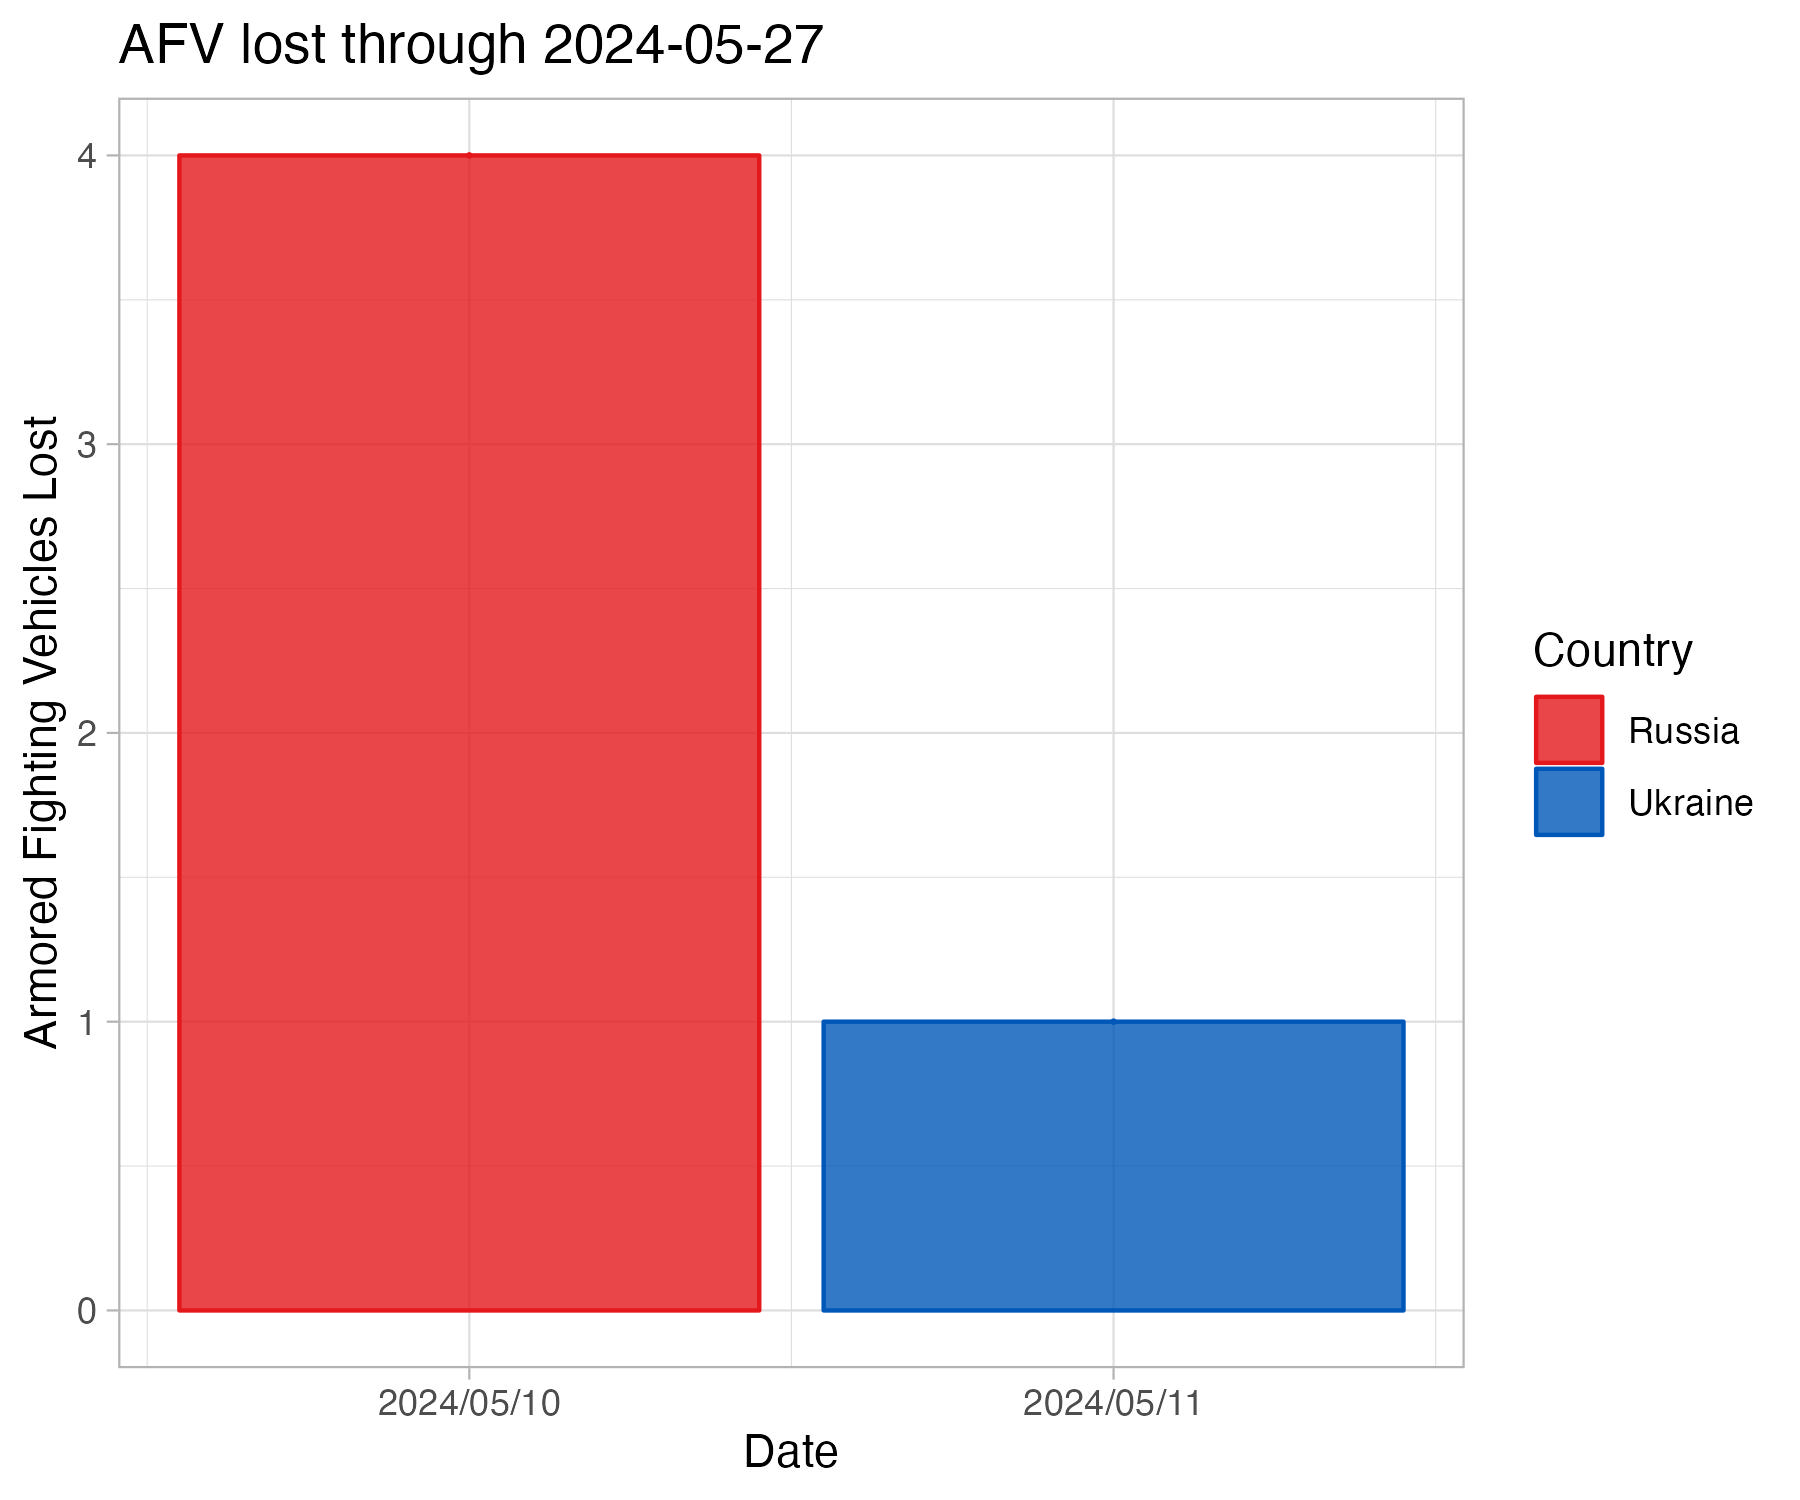 AFV lost through 2024-05-27
Armored Fighting Vehicles Lost
4
3
2
1
0
2024/05/10
2024/05/11
Date
Country
Russia
Ukraine